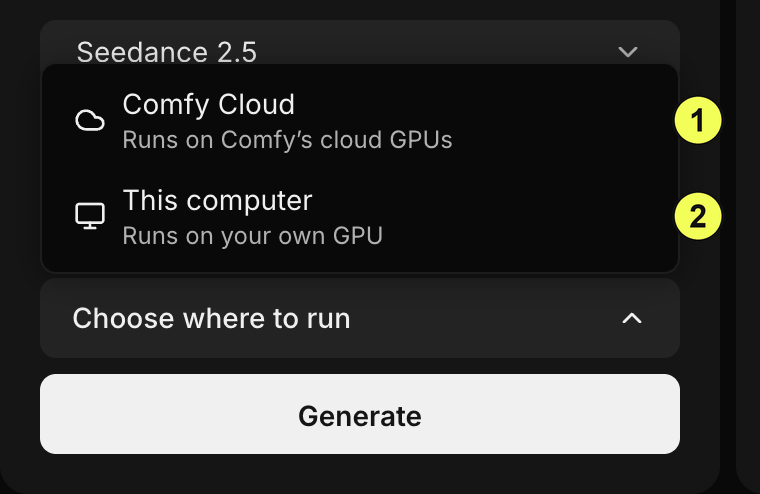 Seedance 2.5
Comfy Cloud
Runs on Comfy’s cloud GPUs
1
This computer
Runs on your own GPU
2
Choose where to run
Generate